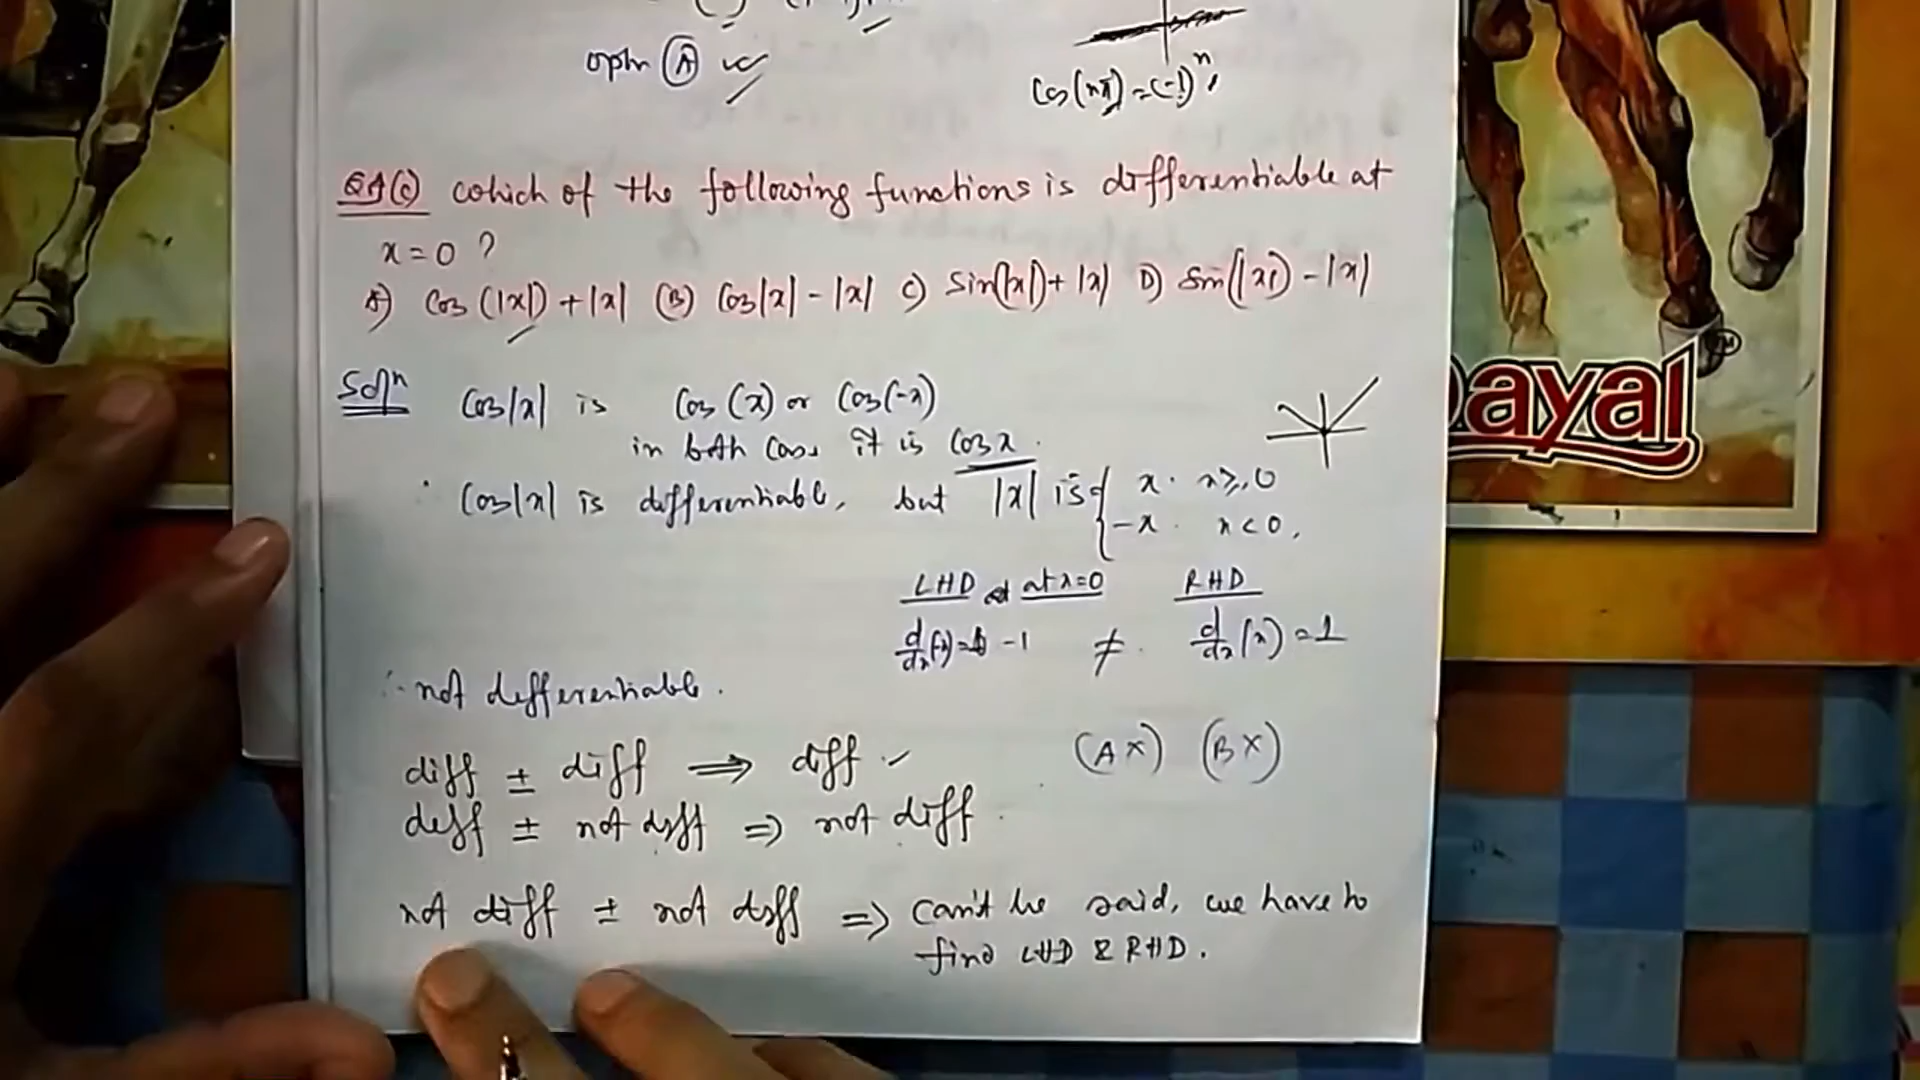 optn (A)
Cos(nπ) = (-1)^n
Q4(c) which of the following functions is differentiable at
x = 0 ?
A) Cos (|x|) + |x| (B) Cos|x| - |x| C) Sin(|x|) + |x| D) Sin(|x|) - |x|
Solⁿ Cos|x| is Cos (x) or Cos(-x)
in both case it is Cos x.
Cos|x| is differentiable, but |x| is { x . x ≥ 0
-x . x < 0,
LHD at x=0 RHD
d/dx(-x) = -1 ≠ d/dx (x) = 1
∴ not differentiable.
diff ± diff ⟹ diff ✓ (A×) (B×)
diff ± not diff ⇒ not diff.
not diff ± not diff ⇒ can't be said, we have to
find LHD & RHD.
ayal